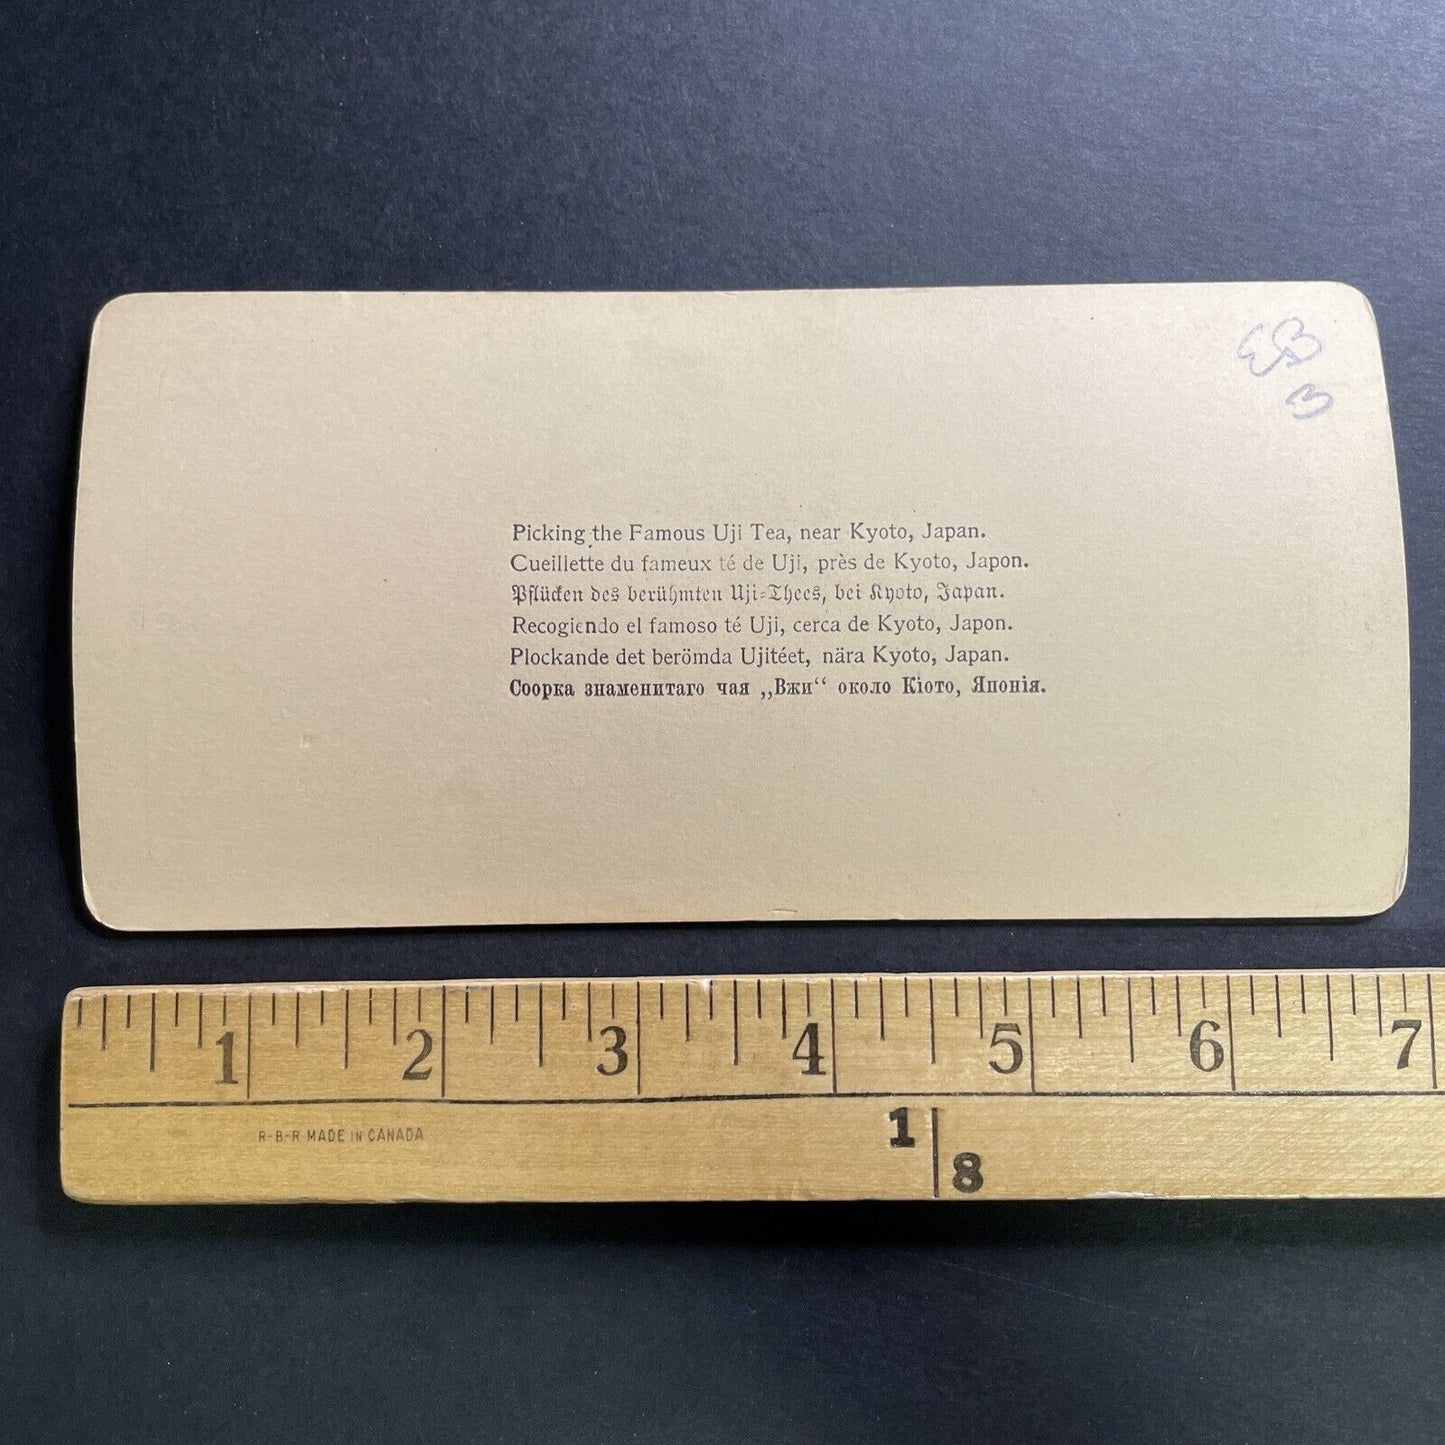 Picking the Famous Uji Tea, near Kyoto, Japan.
Cueillette du fameux té de Uji, près de Kyoto, Japon.
Pflücken des berühmten Uji-Thees, bei Kyoto, Japan.
Recogiendo el famoso té Uji, cerca de Kyoto, Japon.
Plockande det berömda Ujitéet, nära Kyoto, Japan.
Соорка знаменитаго чая „Вжи“ около Кіото, Японія.
1 2 3 4 5 6 7
R-B-R MADE IN CANADA
1
8